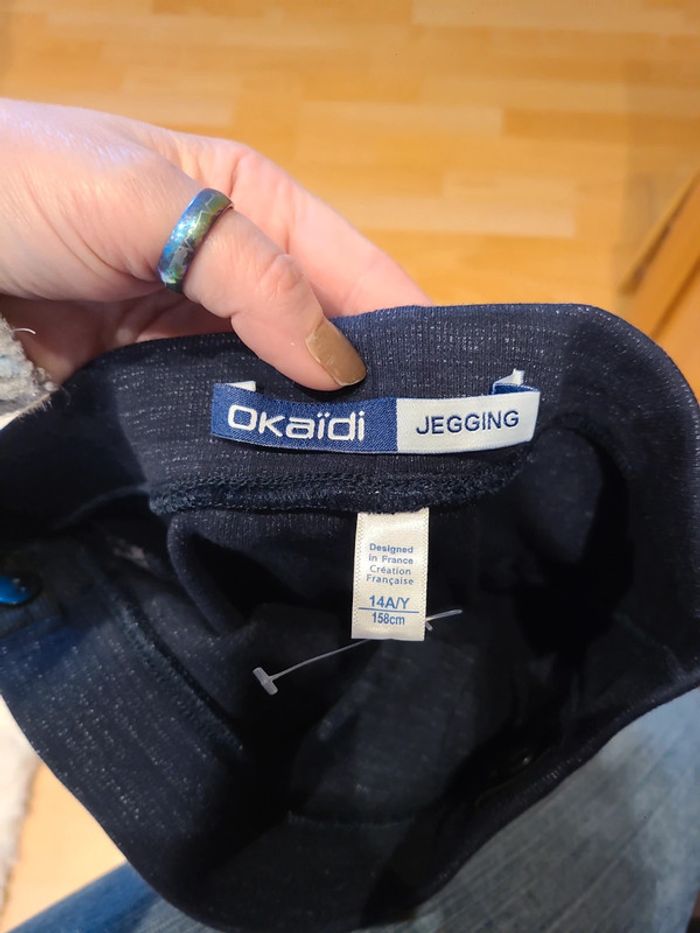 Okaïdi JEGGING
Designed
in France
Création
Française
14A/Y
158cm